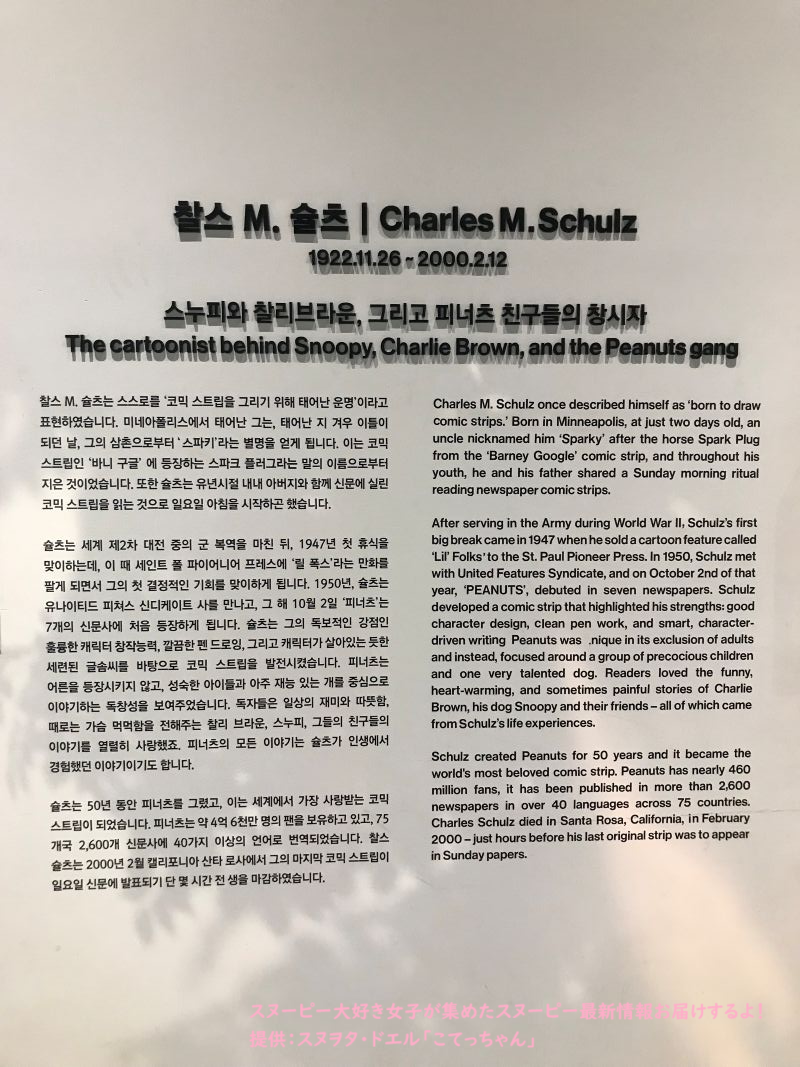 찰스 M. 슐츠 | Charles M. Schulz
1922.11.26 - 2000.2.12
스누피와 찰리브라운, 그리고 피너츠 친구들의 창시자
The cartoonist behind Snoopy, Charlie Brown, and the Peanuts gang
찰스 M. 슐츠는 스스로를 ‘코믹 스트립을 그리기 위해 태어난 운명’이라고
표현하였습니다. 미네아폴리스에서 태어난 그는, 태어난 지 겨우 이틀이
되던 날, 그의 삼촌으로부터 ‘스파키’라는 별명을 얻게 됩니다. 이는 코믹
스트립인 ‘바니 구글’ 에 등장하는 스파크 플러그라는 말의 이름으로부터
지은 것이었습니다. 또한 슐츠는 유년시절 내내 아버지와 함께 신문에 실린
코믹 스트립을 읽는 것으로 일요일 아침을 시작하곤 했습니다.
슐츠는 세계 제2차 대전 중의 군 복역을 마친 뒤, 1947년 첫 휴식을
맞이하는데, 이 때 세인트 폴 파이어니어 프레스에 ‘릴 폭스’라는 만화를
팔게 되면서 그의 첫 결정적인 기회를 맞이하게 됩니다. 1950년, 슐츠는
유나이티드 피쳐스 신디케이트 사를 만나고, 그 해 10월 2일 ‘피너츠’는
7개의 신문사에 처음 등장하게 됩니다. 슐츠는 그의 독보적인 강점인
훌륭한 캐릭터 창작능력, 깔끔한 펜 드로잉, 그리고 캐릭터가 살아있는 듯한
세련된 글솜씨를 바탕으로 코믹 스트립을 발전시켰습니다. 피너츠는
어른을 등장시키지 않고, 성숙한 아이들과 아주 재능 있는 개를 중심으로
이야기하는 독창성을 보여주었습니다. 독자들은 일상의 재미와 따뜻함,
때로는 가슴 먹먹함을 전해주는 찰리 브라운, 스누피, 그들의 친구들의
이야기를 열렬히 사랑했죠. 피너츠의 모든 이야기는 슐츠가 인생에서
경험했던 이야기이기도 합니다.
슐츠는 50년 동안 피너츠를 그렸고, 이는 세계에서 가장 사랑받는 코믹
스트립이 되었습니다. 피너츠는 약 4억 6천만 명의 팬을 보유하고 있고, 75
개국 2,600개 신문사에 40가지 이상의 언어로 번역되었습니다. 찰스
슐츠는 2000년 2월 캘리포니아 산타 로사에서 그의 마지막 코믹 스트립이
일요일 신문에 발표되기 단 몇 시간 전 생을 마감하였습니다.
Charles M. Schulz once described himself as ‘born to draw
comic strips.’ Born in Minneapolis, at just two days old, an
uncle nicknamed him ‘Sparky’ after the horse Spark Plug
from the ‘Barney Google’ comic strip, and throughout his
youth, he and his father shared a Sunday morning ritual
reading newspaper comic strips.
After serving in the Army during World War II, Schulz’s first
big break came in 1947 when he sold a cartoon feature called
‘Lil’ Folks’ to the St. Paul Pioneer Press. In 1950, Schulz met
with United Features Syndicate, and on October 2nd of that
year, ‘PEANUTS’, debuted in seven newspapers. Schulz
developed a comic strip that highlighted his strengths: good
character design, clean pen work, and smart, character-
driven writing Peanuts was .nique in its exclusion of adults
and instead, focused around a group of precocious children
and one very talented dog. Readers loved the funny,
heart-warming, and sometimes painful stories of Charlie
Brown, his dog Snoopy and their friends – all of which came
from Schulz’s life experiences.
Schulz created Peanuts for 50 years and it became the
world’s most beloved comic strip. Peanuts has nearly 460
million fans, it has been published in more than 2,600
newspapers in over 40 languages across 75 countries.
Charles Schulz died in Santa Rosa, California, in February
2000 – just hours before his last original strip was to appear
in Sunday papers.
スヌーピー大好き女子が集めたスヌーピー最新情報お届けするよ!
提供:スヌヲタ・ドエル「こてっちゃん」